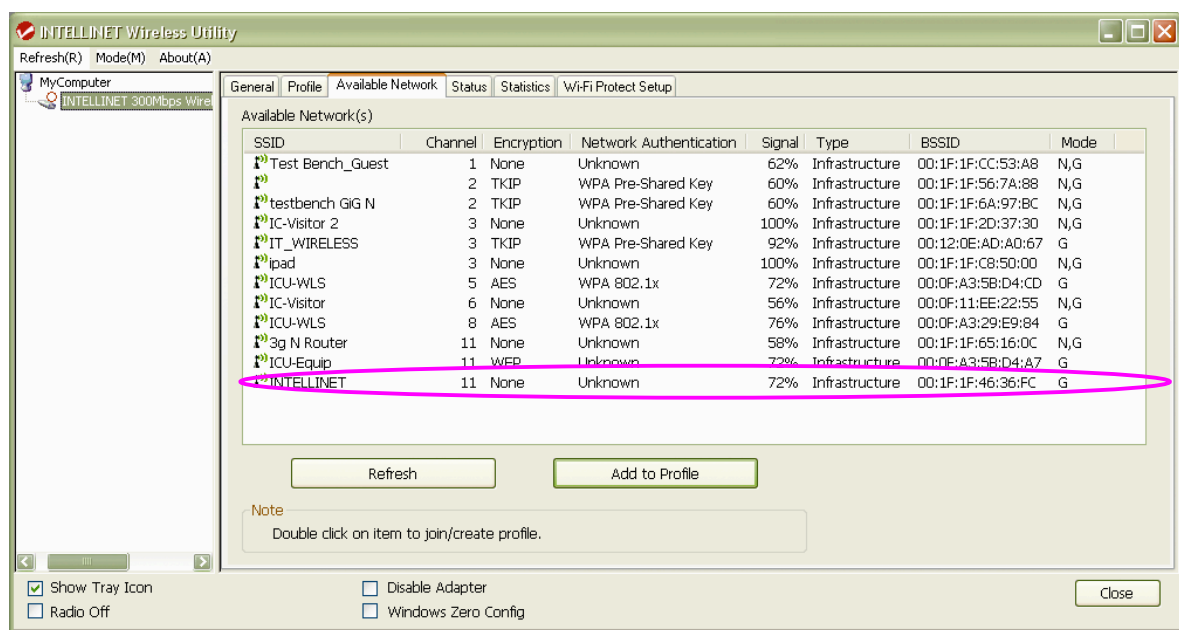 INTELLINET Wireless Utility
Refresh(R) Mode(M) About(A)
MyComputer
INTELLINET 300Mbps Wirel
General Profile Available Network Status Statistics Wi-Fi Protect Setup
Available Network(s)
SSID Channel Encryption Network Authentication Signal Type BSSID Mode
Test Bench_Guest 1 None Unknown 62% Infrastructure 00:1F:1F:CC:53:A8 N,G
2 TKIP WPA Pre-Shared Key 60% Infrastructure 00:1F:1F:56:7A:88 N,G
testbench GiG N 2 TKIP WPA Pre-Shared Key 60% Infrastructure 00:1F:1F:6A:97:BC N,G
IC-Visitor 2 3 None Unknown 100% Infrastructure 00:1F:1F:2D:37:30 N,G
IT_WIRELESS 3 TKIP WPA Pre-Shared Key 92% Infrastructure 00:12:0E:AD:A0:67 G
ipad 3 None Unknown 100% Infrastructure 00:1F:1F:C8:50:00 N,G
ICU-WLS 5 AES WPA 802.1x 72% Infrastructure 00:0F:A3:5B:D4:CD G
IC-Visitor 6 None Unknown 56% Infrastructure 00:0F:11:EE:22:55 N,G
ICU-WLS 8 AES WPA 802.1x 76% Infrastructure 00:0F:A3:29:E9:84 G
3g N Router 11 None Unknown 58% Infrastructure 00:1F:1F:65:16:0C N,G
ICU-Equip 11 WEP Unknown 72% Infrastructure 00:0F:A3:5B:D4:A7 G
INTELLINET 11 None Unknown 72% Infrastructure 00:1F:1F:46:36:FC G
Refresh Add to Profile
Note
Double click on item to join/create profile.
Show Tray Icon Disable Adapter Close
Radio Off Windows Zero Config